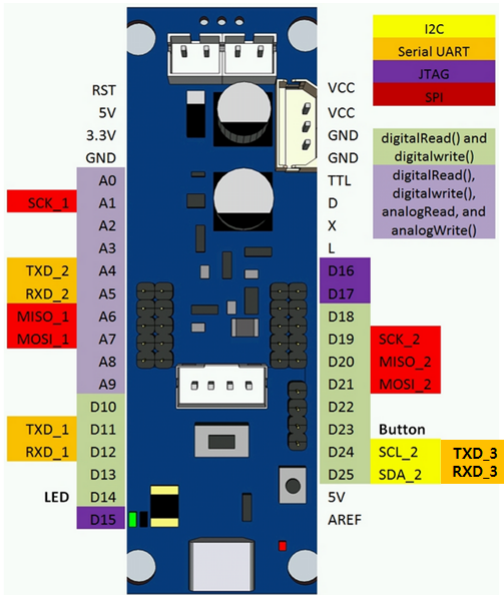 I2C
Serial UART
JTAG
SPI
digitalRead() and
digitalwrite()
digitalRead(),
digitalwrite(),
analogRead, and
analogWrite()
RST
5V
3.3V
GND
A0
SCK_1 A1
A2
A3
TXD_2 A4
RXD_2 A5
MISO_1 A6
MOSI_1 A7
A8
A9
D10
TXD_1 D11
RXD_1 D12
D13
LED D14
D15
VCC
VCC
GND
GND
TTL
D
X
L
D16
D17
D18
D19 SCK_2
D20 MISO_2
D21 MOSI_2
D22
D23 Button
D24 SCL_2 TXD_3
D25 SDA_2 RXD_3
5V
AREF